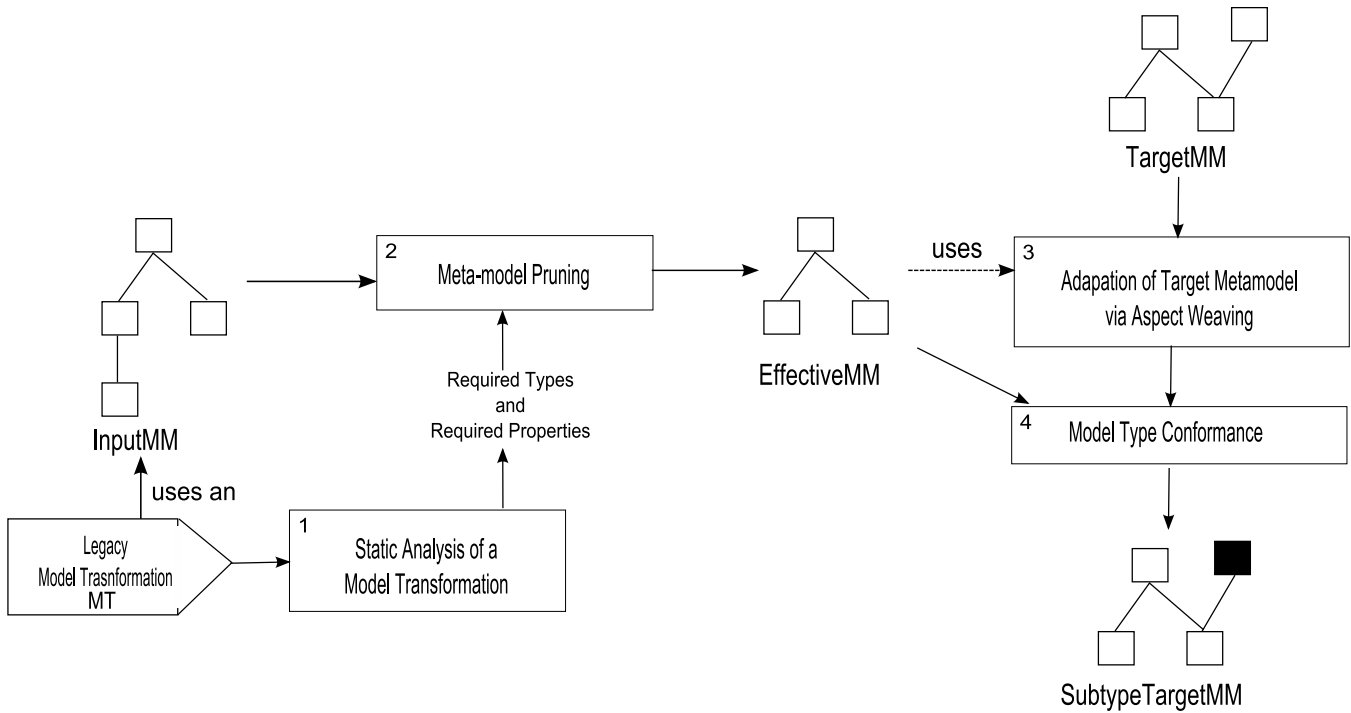 TargetMM
2
Meta-model Pruning
uses
3
Adapation of Target Metamodel
via Aspect Weaving
Required Types
and
Required Properties
EffectiveMM
4
Model Type Conformance
InputMM
uses an
Legacy
Model Trasnformation
MT
1
Static Analysis of a
Model Transformation
SubtypeTargetMM